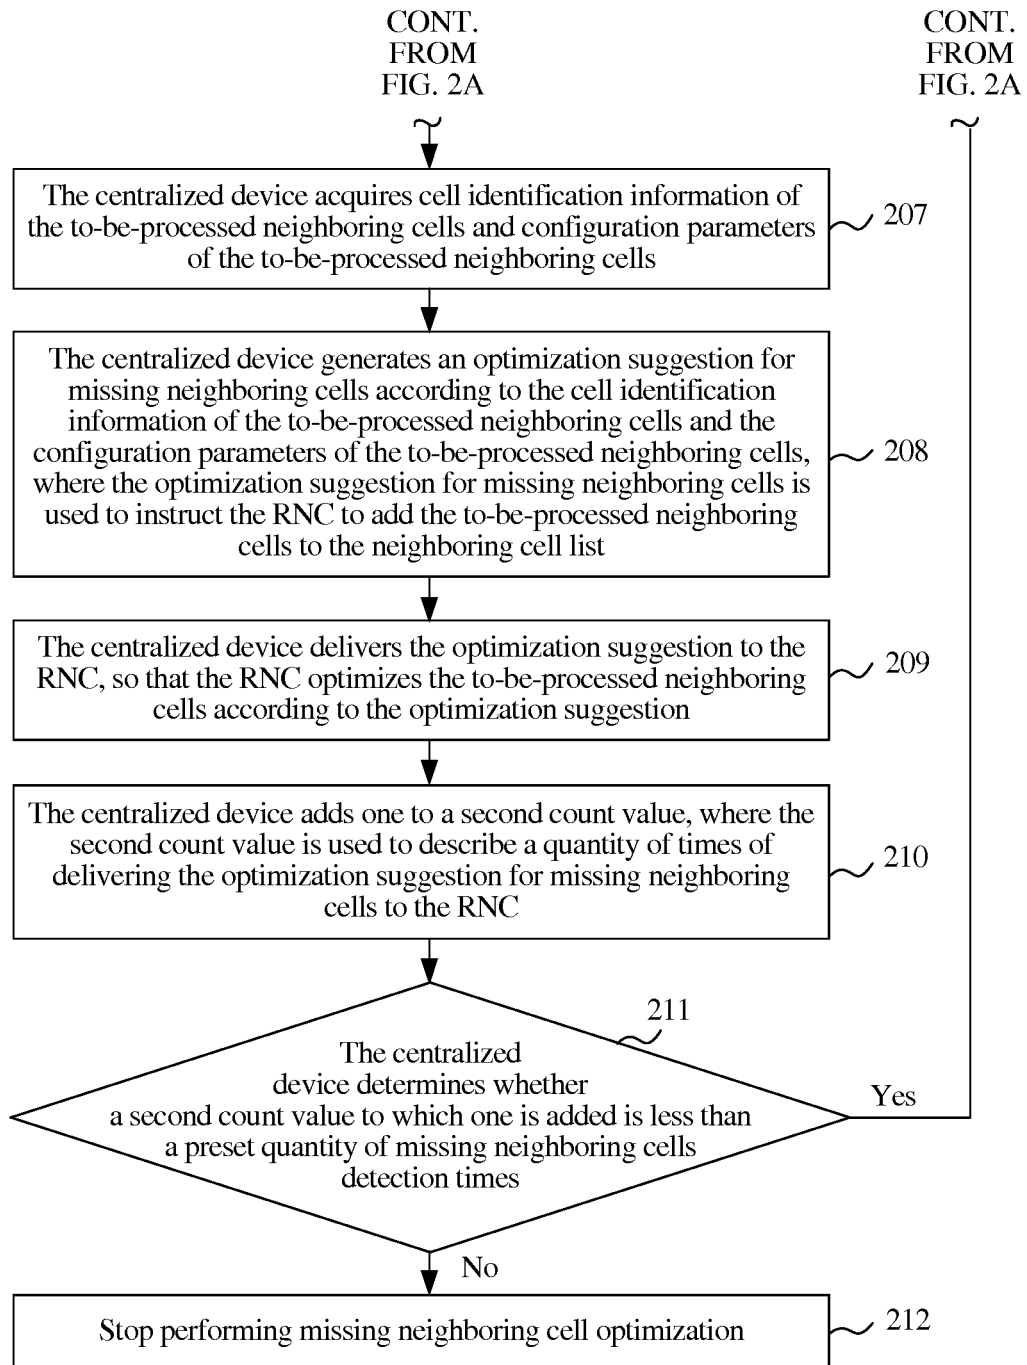 CONT.
FROM
FIG. 2A
CONT.
FROM
FIG. 2A
The centralized device acquires cell identification information of
the to-be-processed neighboring cells and configuration parameters
of the to-be-processed neighboring cells
207
The centralized device generates an optimization suggestion for
missing neighboring cells according to the cell identification
information of the to-be-processed neighboring cells and the
configuration parameters of the to-be-processed neighboring cells,
where the optimization suggestion for missing neighboring cells is
used to instruct the RNC to add the to-be-processed neighboring
cells to the neighboring cell list
208
The centralized device delivers the optimization suggestion to the
RNC, so that the RNC optimizes the to-be-processed neighboring
cells according to the optimization suggestion
209
The centralized device adds one to a second count value, where the
second count value is used to describe a quantity of times of
delivering the optimization suggestion for missing neighboring
cells to the RNC
210
211
The centralized
device determines whether
a second count value to which one is added is less than
a preset quantity of missing neighboring cells
detection times
Yes
No
Stop performing missing neighboring cell optimization
212